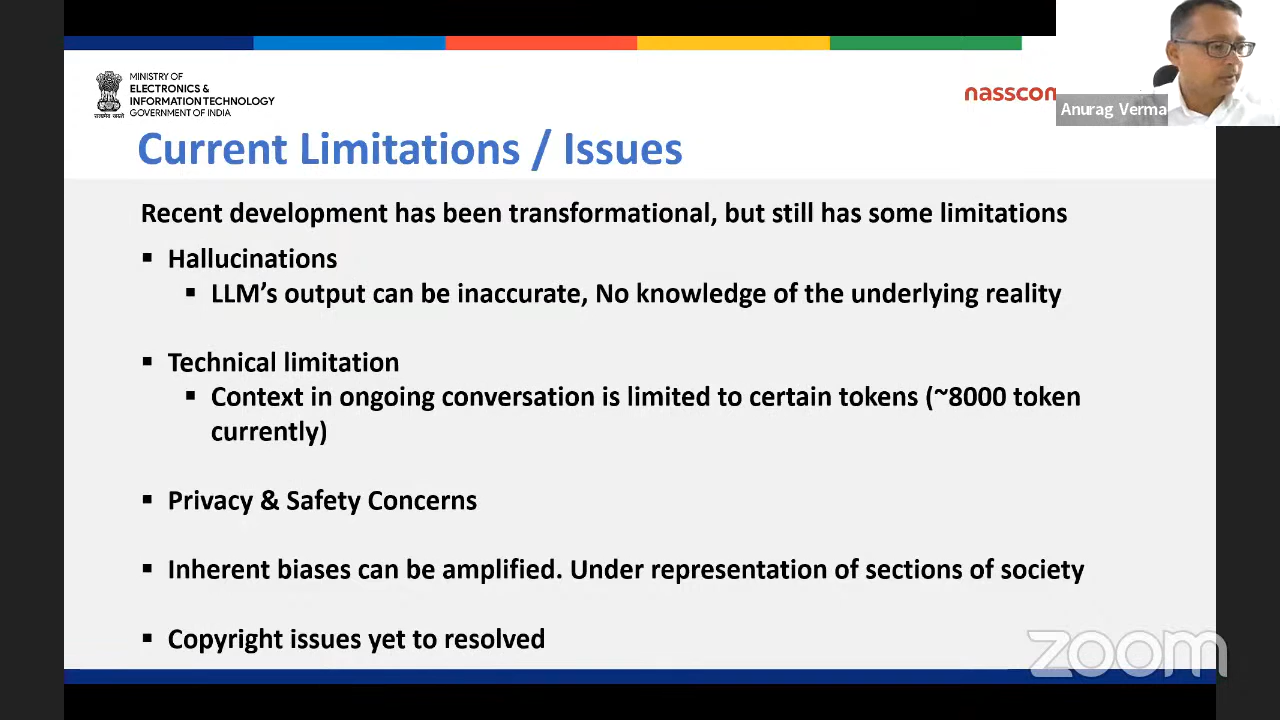 MINISTRY OF
ELECTRONICS &
INFORMATION TECHNOLOGY
GOVERNMENT OF INDIA
सत्यमेव जयते
nasscom
Anurag Verma
Current Limitations / Issues
Recent development has been transformational, but still has some limitations
▪ Hallucinations
▪ LLM's output can be inaccurate, No knowledge of the underlying reality
▪ Technical limitation
▪ Context in ongoing conversation is limited to certain tokens (~8000 token
currently)
▪ Privacy & Safety Concerns
▪ Inherent biases can be amplified. Under representation of sections of society
▪ Copyright issues yet to resolved
zoom